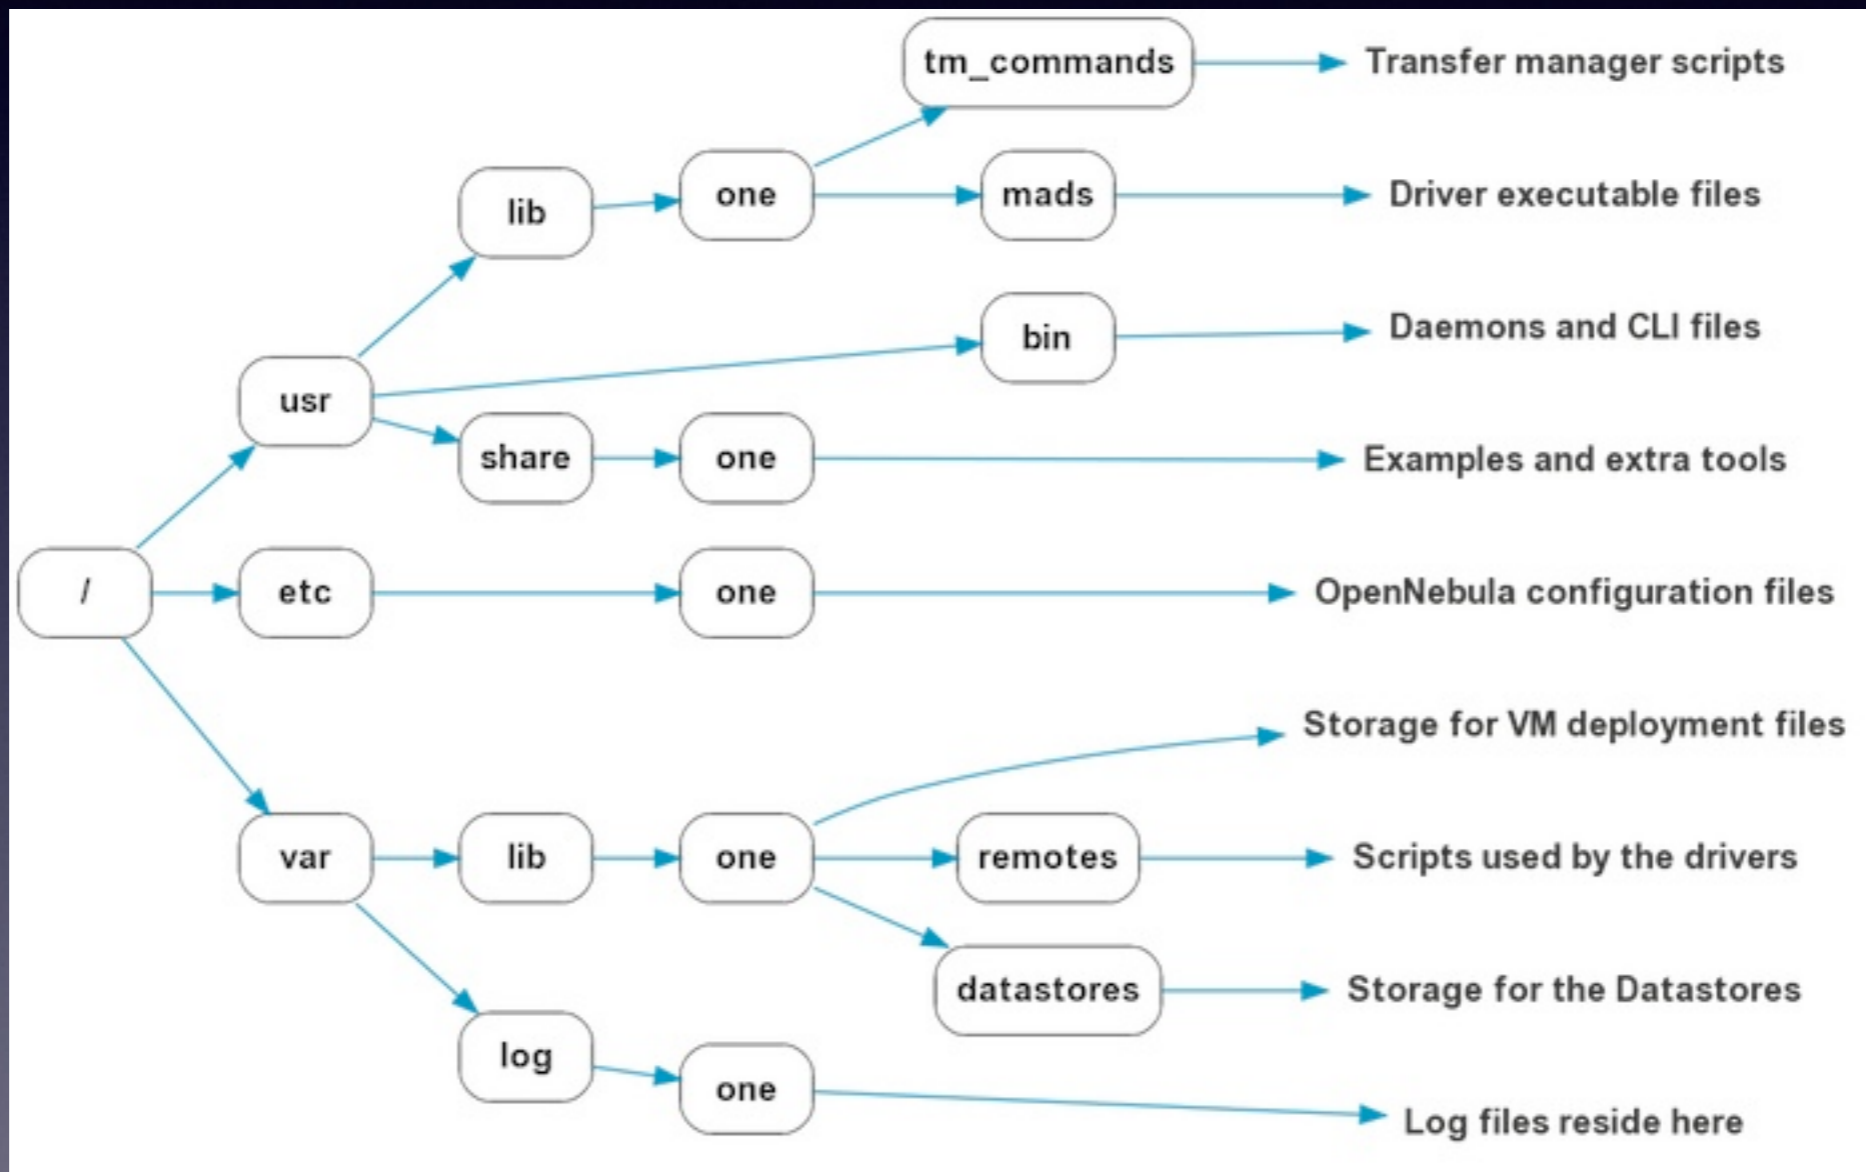 tm_commands
Transfer manager scripts
lib
one
mads
Driver executable files
bin
Daemons and CLI files
usr
share
one
Examples and extra tools
/
etc
one
OpenNebula configuration files
Storage for VM deployment files
var
lib
one
remotes
Scripts used by the drivers
datastores
Storage for the Datastores
log
one
Log files reside here